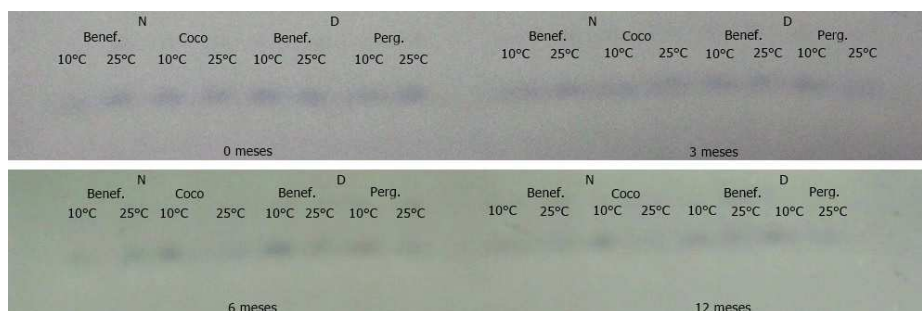 N D
Benef. Coco Benef. Perg.
10°C 25°C 10°C 25°C 10°C 25°C 10°C 25°C
0 meses
N D
Benef. Coco Benef. Perg.
10°C 25°C 10°C 25°C 10°C 25°C 10°C 25°C
3 meses
N D
Benef. Coco Benef. Perg.
10°C 25°C 10°C 25°C 10°C 25°C 10°C 25°C
6 meses
N D
Benef. Coco Benef. Perg.
10°C 25°C 10°C 25°C 10°C 25°C 10°C 25°C
12 meses